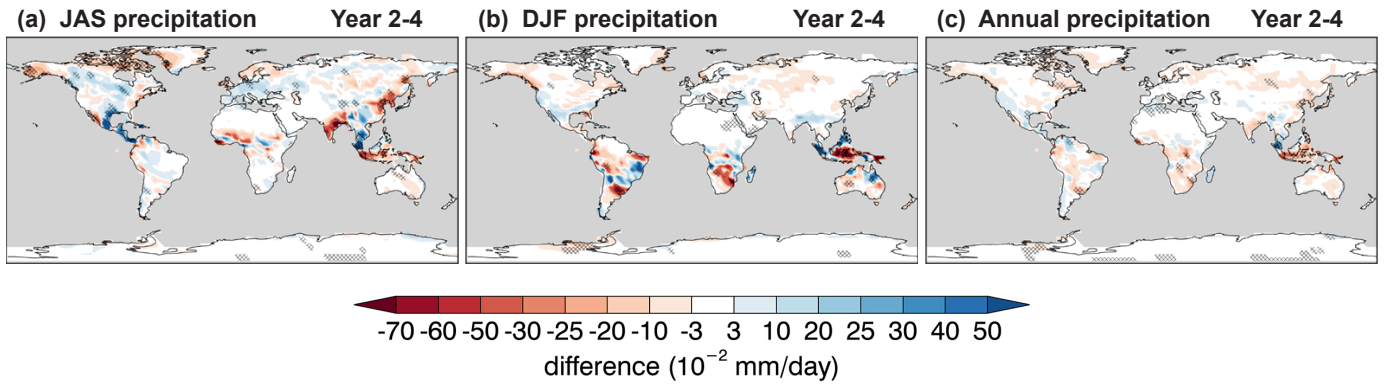 (a) JAS precipitation Year 2-4
(b) DJF precipitation Year 2-4
(c) Annual precipitation Year 2-4
-70 -60 -50 -30 -25 -20 -10 -3 3 10 20 25 30 40 50
difference (10⁻² mm/day)